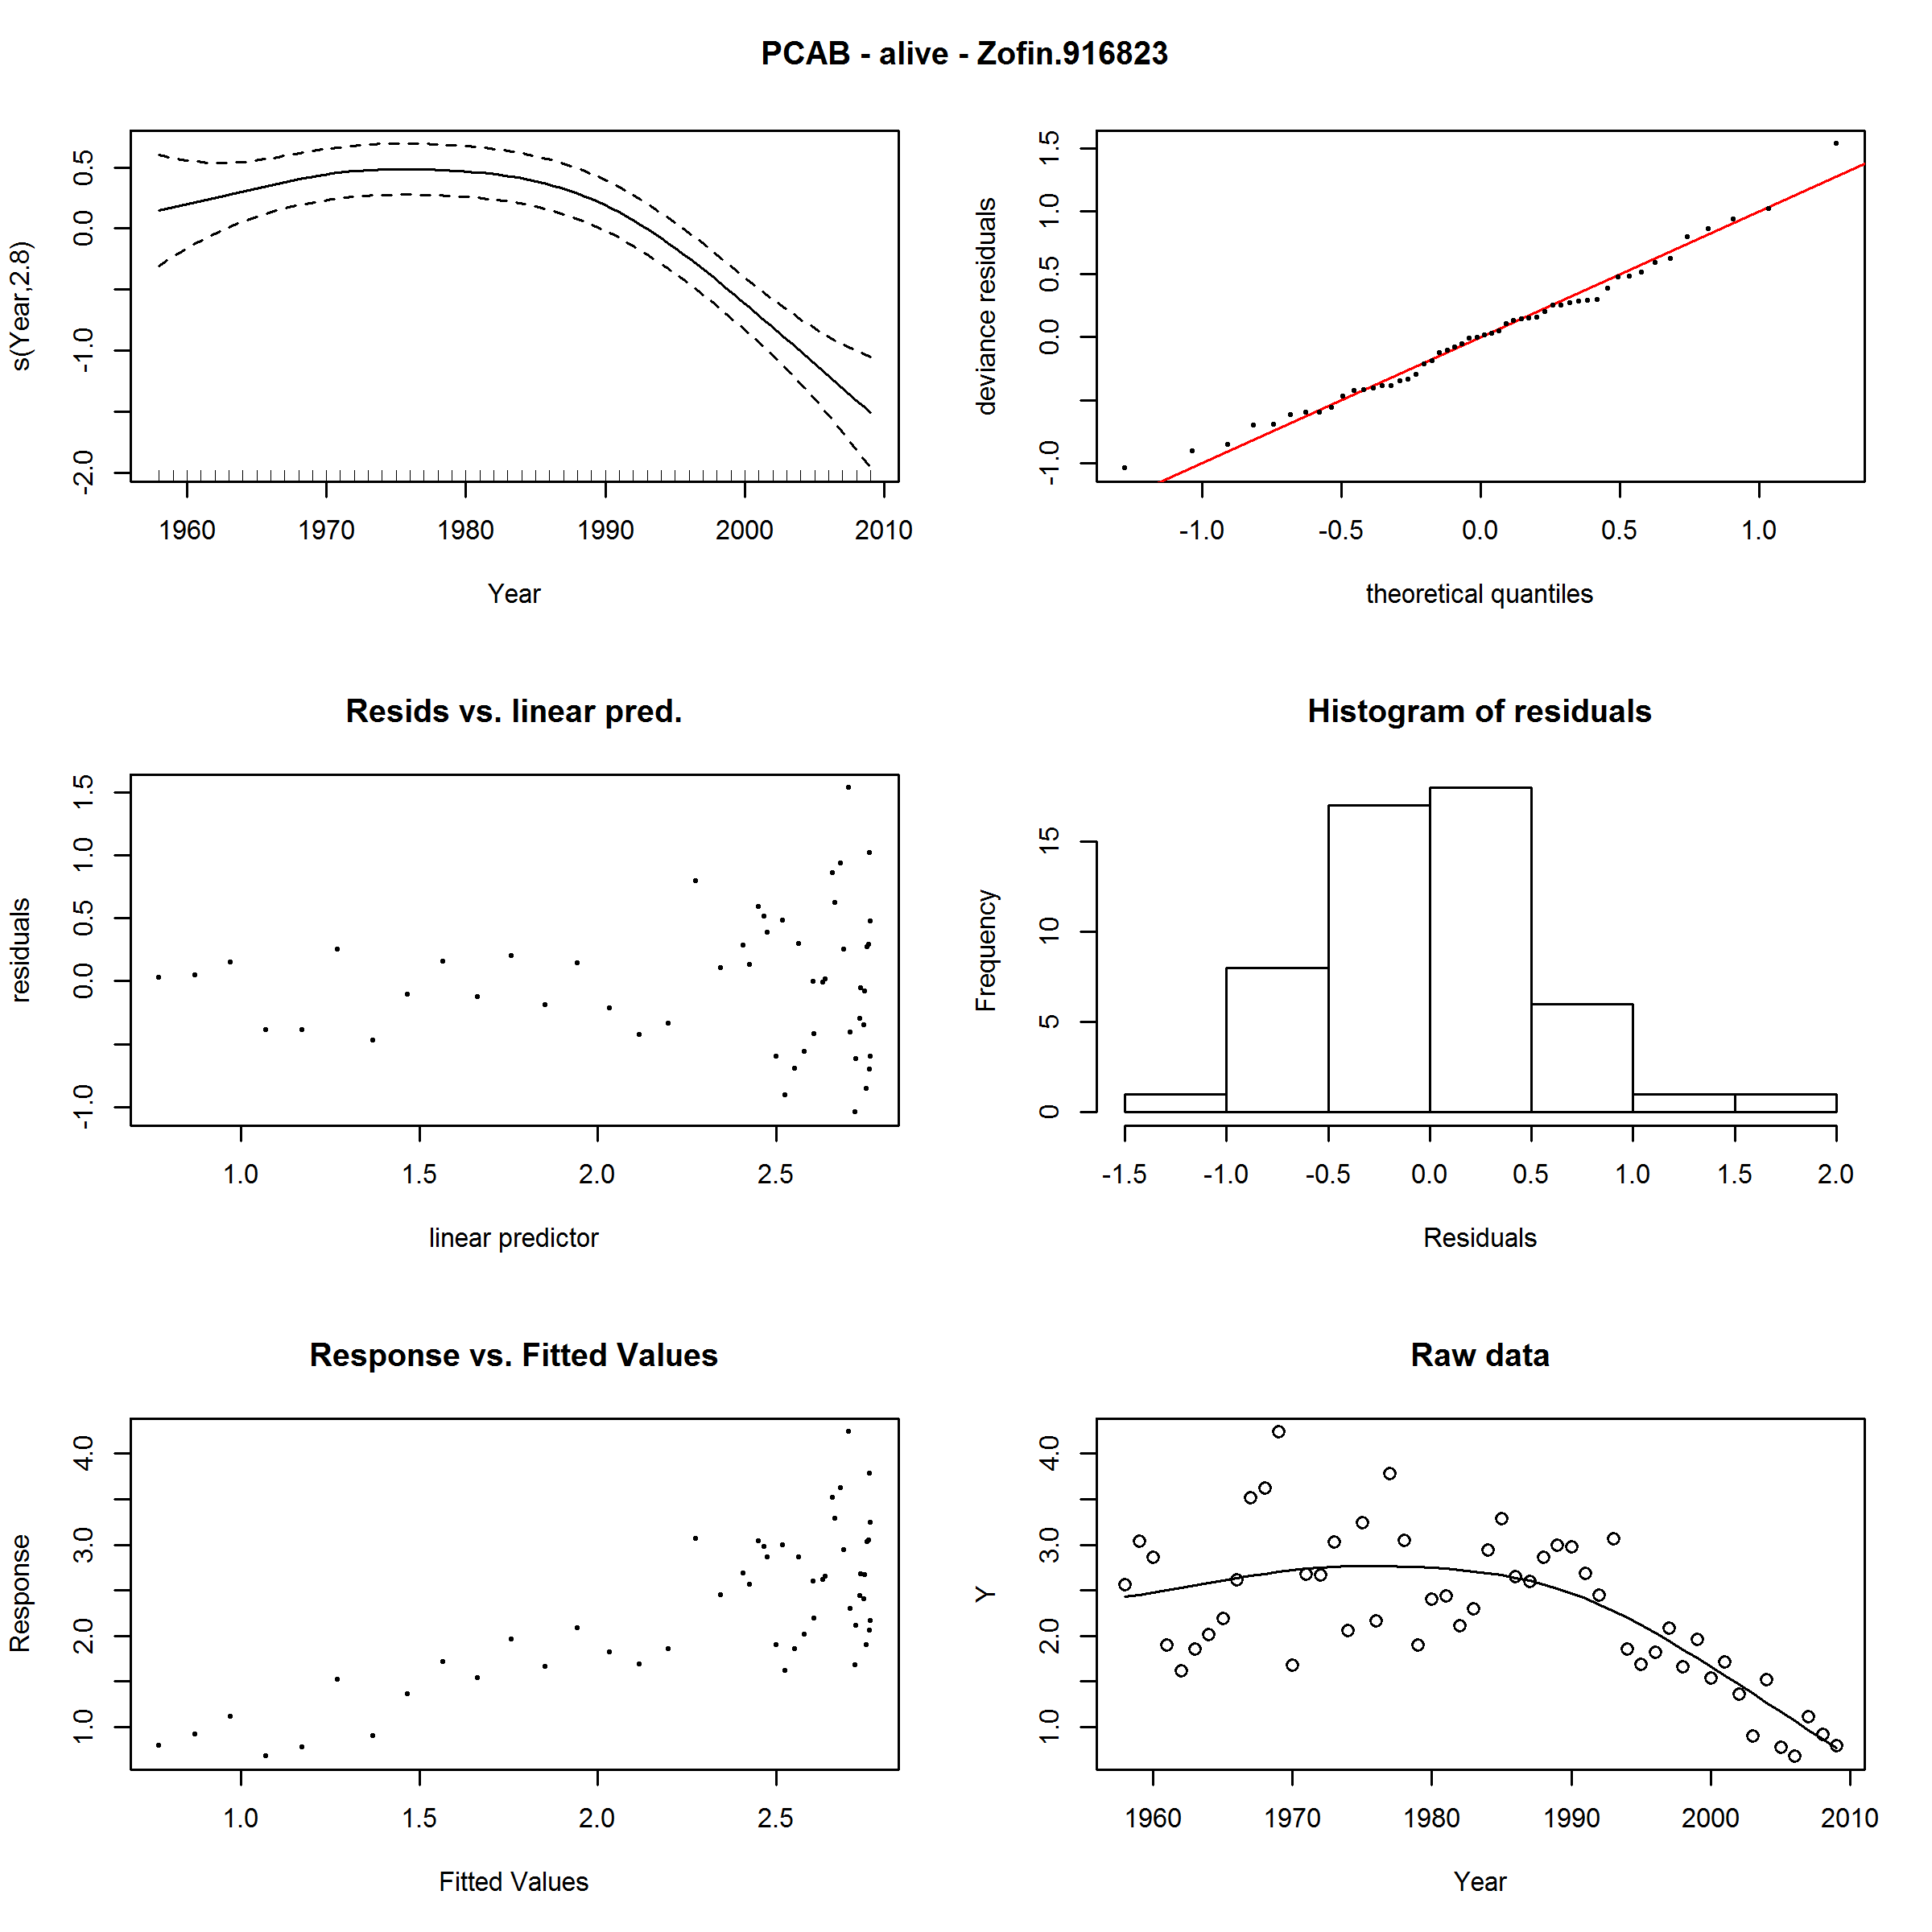 PCAB - alive - Zofin.916823
s(Year,2.8)
-2.0 -1.0 0.0 0.5
1960 1970 1980 1990 2000 2010
Year
deviance residuals
-1.0 0.0 0.5 1.0 1.5
-1.0 -0.5 0.0 0.5 1.0
theoretical quantiles
Resids vs. linear pred.
residuals
-1.0 0.0 0.5 1.0 1.5
1.0 1.5 2.0 2.5
linear predictor
Histogram of residuals
Frequency
0 5 10 15
-1.5 -1.0 -0.5 0.0 0.5 1.0 1.5 2.0
Residuals
Response vs. Fitted Values
Response
1.0 2.0 3.0 4.0
1.0 1.5 2.0 2.5
Fitted Values
Raw data
Y
1.0 2.0 3.0 4.0
1960 1970 1980 1990 2000 2010
Year